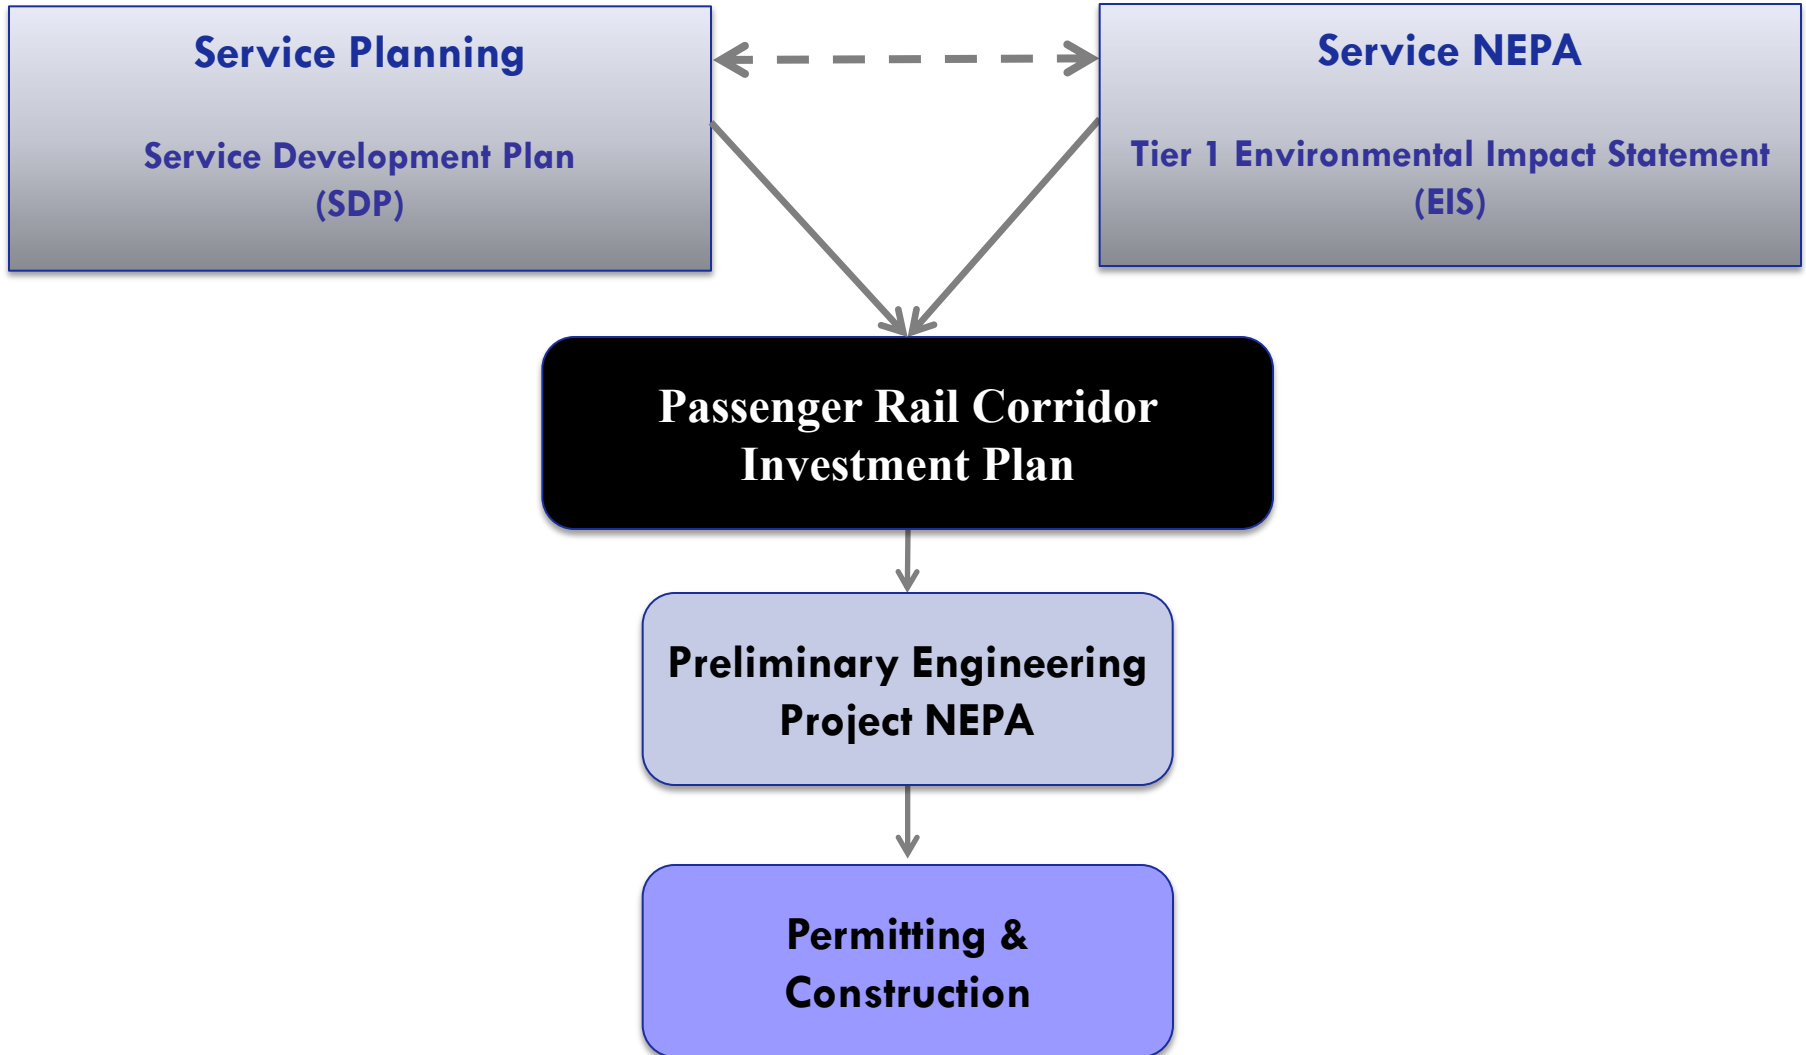 Service Planning
Service Development Plan
(SDP)
Service NEPA
Tier 1 Environmental Impact Statement
(EIS)
Passenger Rail Corridor
Investment Plan
Preliminary Engineering
Project NEPA
Permitting &
Construction